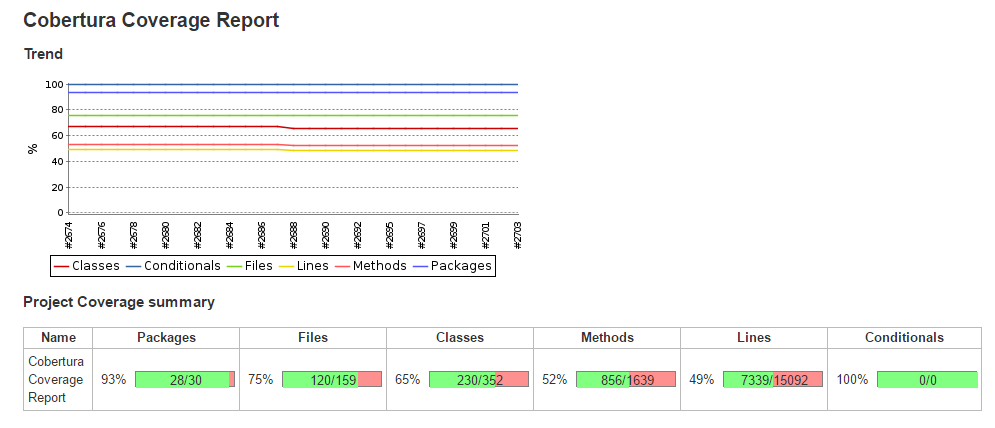 Cobertura Coverage Report
Trend
100
80
60
40
20
0
%
#2674
#2676
#2678
#2680
#2682
#2684
#2686
#2688
#2690
#2692
#2695
#2697
#2699
#2701
#2703
Classes Conditionals Files Lines Methods Packages
Project Coverage summary
Name Packages Files Classes Methods Lines Conditionals
Cobertura
Coverage 93% 28/30 75% 120/159 65% 230/352 52% 856/1639 49% 7339/15092 100% 0/0
Report